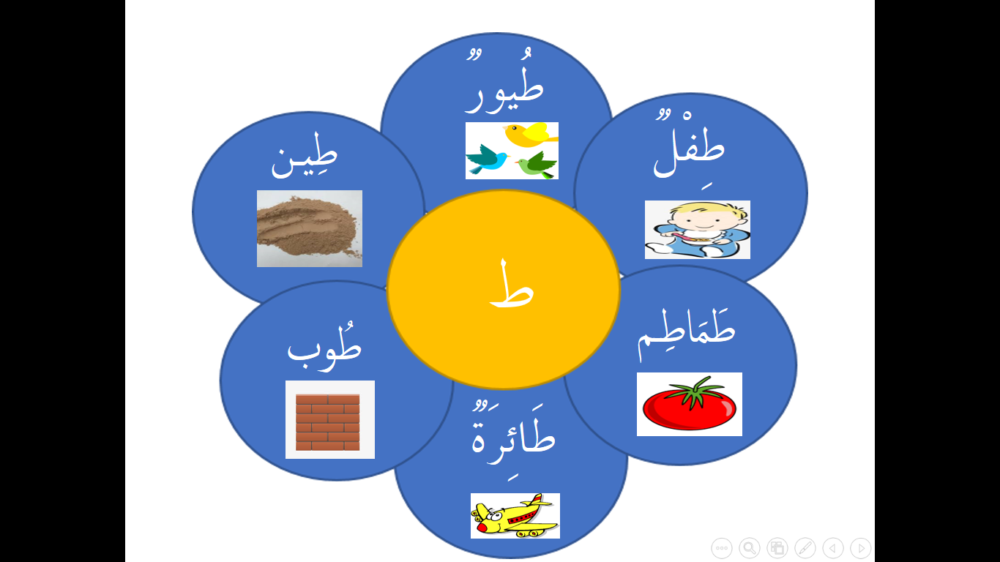 طُيورٌ
طِفْلٌ
طِين
ط
طَمَاطِم
طُوب
طَائِرَةٌ